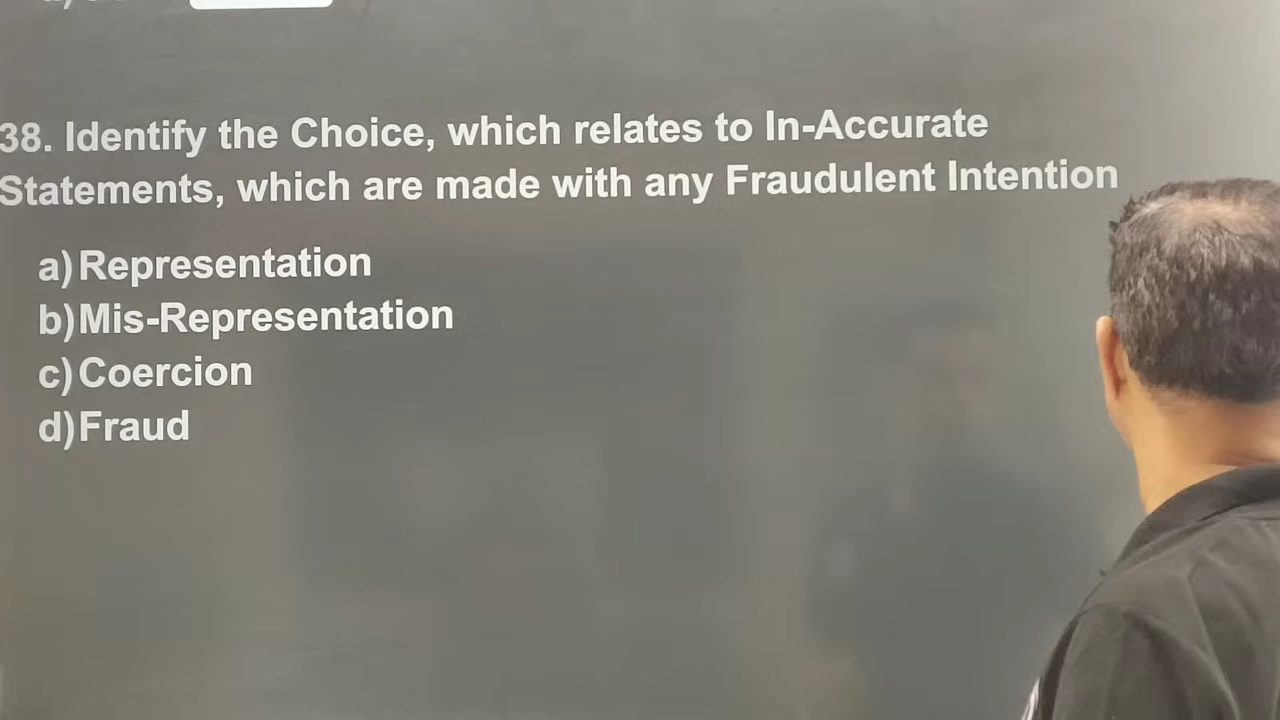 38. Identify the Choice, which relates to In-Accurate
Statements, which are made with any Fraudulent Intention
a) Representation
b) Mis-Representation
c) Coercion
d) Fraud